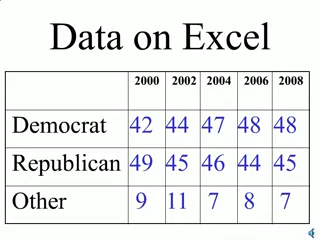 Data on Excel
2000 2002 2004 2006 2008
Democrat 42 44 47 48 48
Republican 49 45 46 44 45
Other 9 11 7 8 7